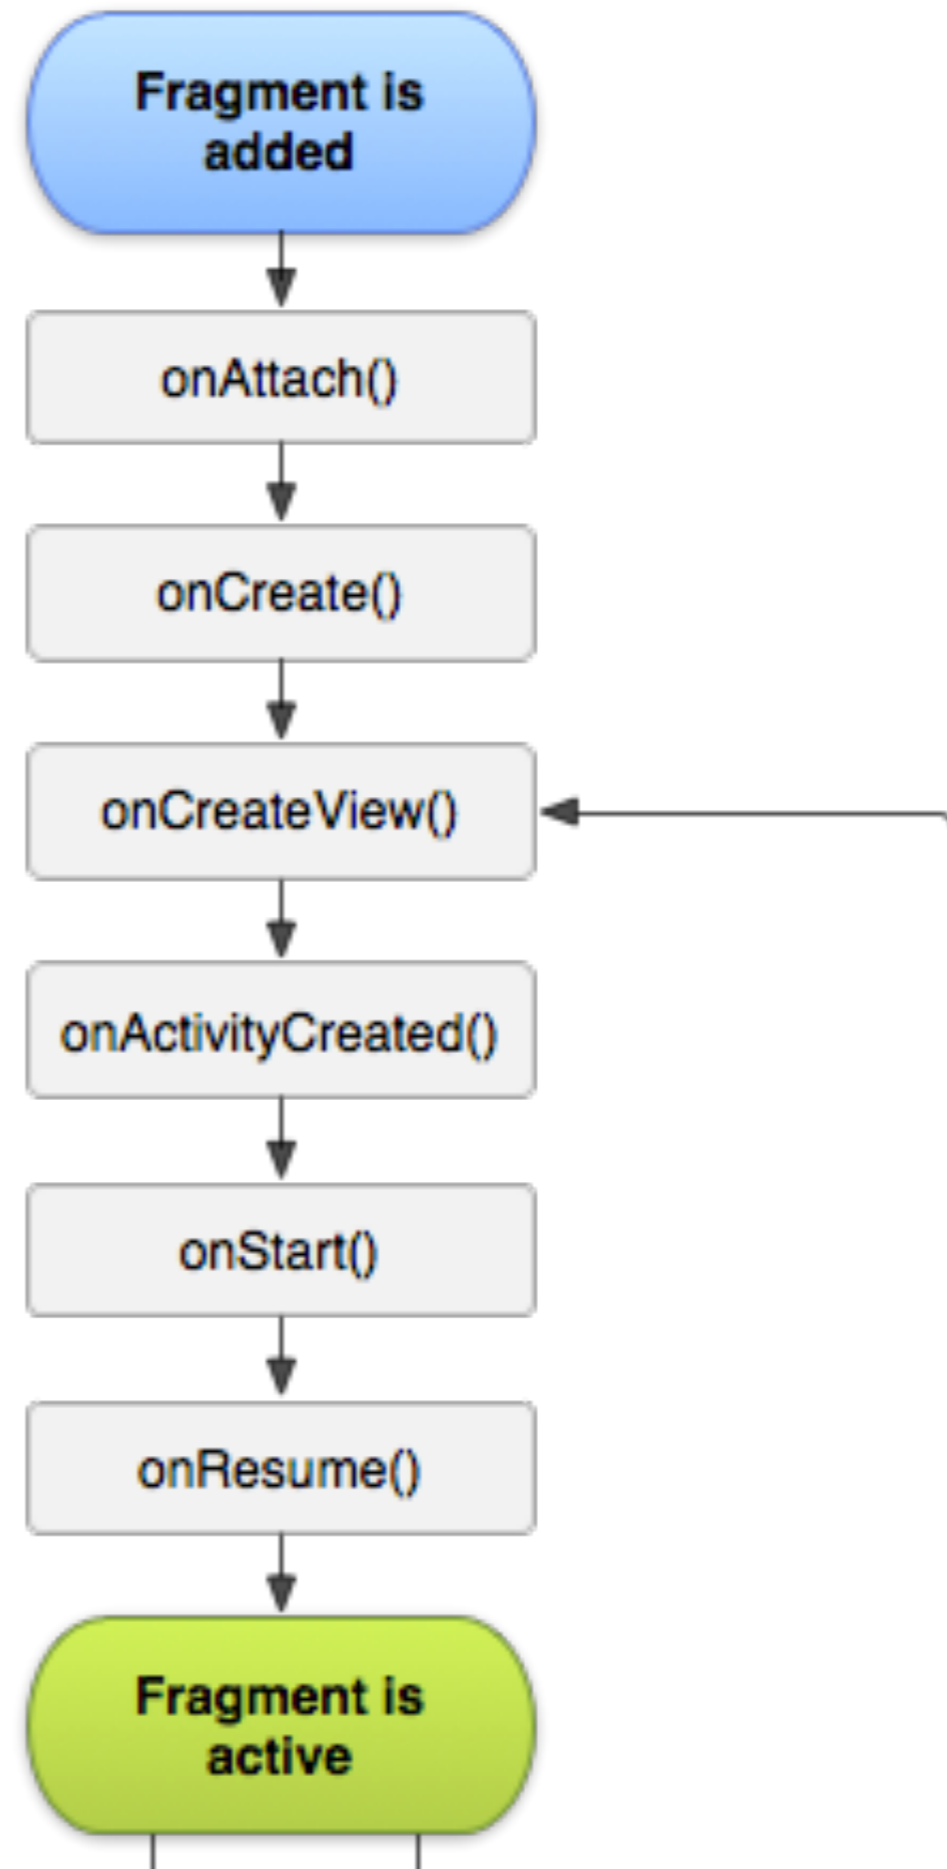 Fragment is
added
onAttach()
onCreate()
onCreateView()
onActivityCreated()
onStart()
onResume()
Fragment is
active